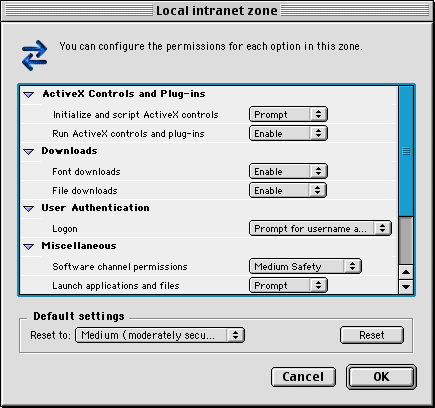 Local intranet zone
You can configure the permissions for each option in this zone.
ActiveX Controls and Plug-ins
Initialize and script ActiveX controls Prompt
Run ActiveX controls and plug-ins Enable
Downloads
Font downloads Enable
File downloads Enable
User Authentication
Logon Prompt for username a...
Miscellaneous
Software channel permissions Medium Safety
Launch applications and files Prompt
Default settings
Reset to: Medium (moderately secu... Reset
Cancel OK